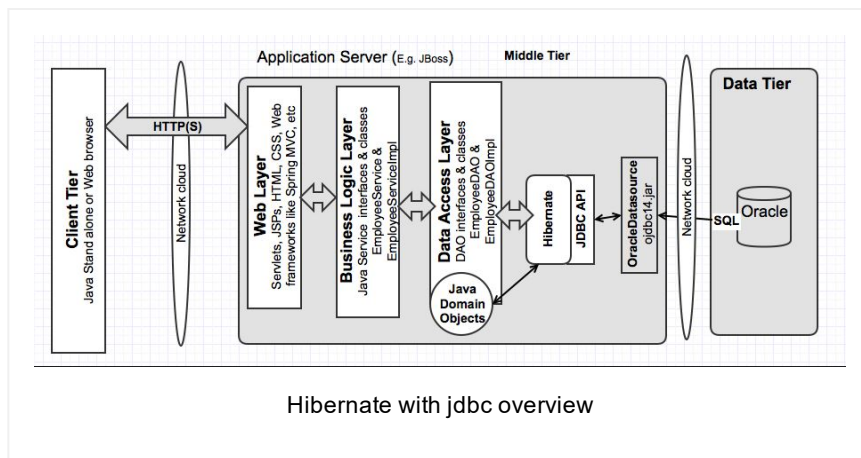 Application Server (E.g. JBoss)
Middle Tier
Client Tier
Java Stand alone or Web browser
HTTP(S)
Network cloud
Web Layer
Servlets, JSPs, HTML, CSS, Web
frameworks like Spring MVC, etc
Business Logic Layer
Java Service interfaces & classes
EmployeeService &
EmployeeServiceImpl
Data Access Layer
DAO interfaces & classes
EmployeeDAO &
EmployeeDAOImpl
Java
Domain
Objects
Hibernate
JDBC API
OracleDatasource
ojdbc14.jar
Network cloud
Data Tier
SQL
Oracle
Hibernate with jdbc overview